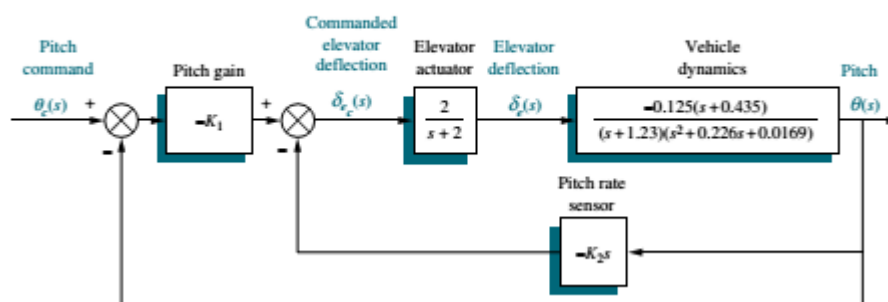 Pitch
command
θc(s)
+
-
Pitch gain
-K1
Commanded
elevator
deflection
+
-
δec(s)
Elevator
actuator
2
s + 2
Elevator
deflection
δe(s)
Vehicle
dynamics
-0.125(s+0.435)
(s+1.23)(s²+0.226s+0.0169)
Pitch
θ(s)
Pitch rate
sensor
-K2s